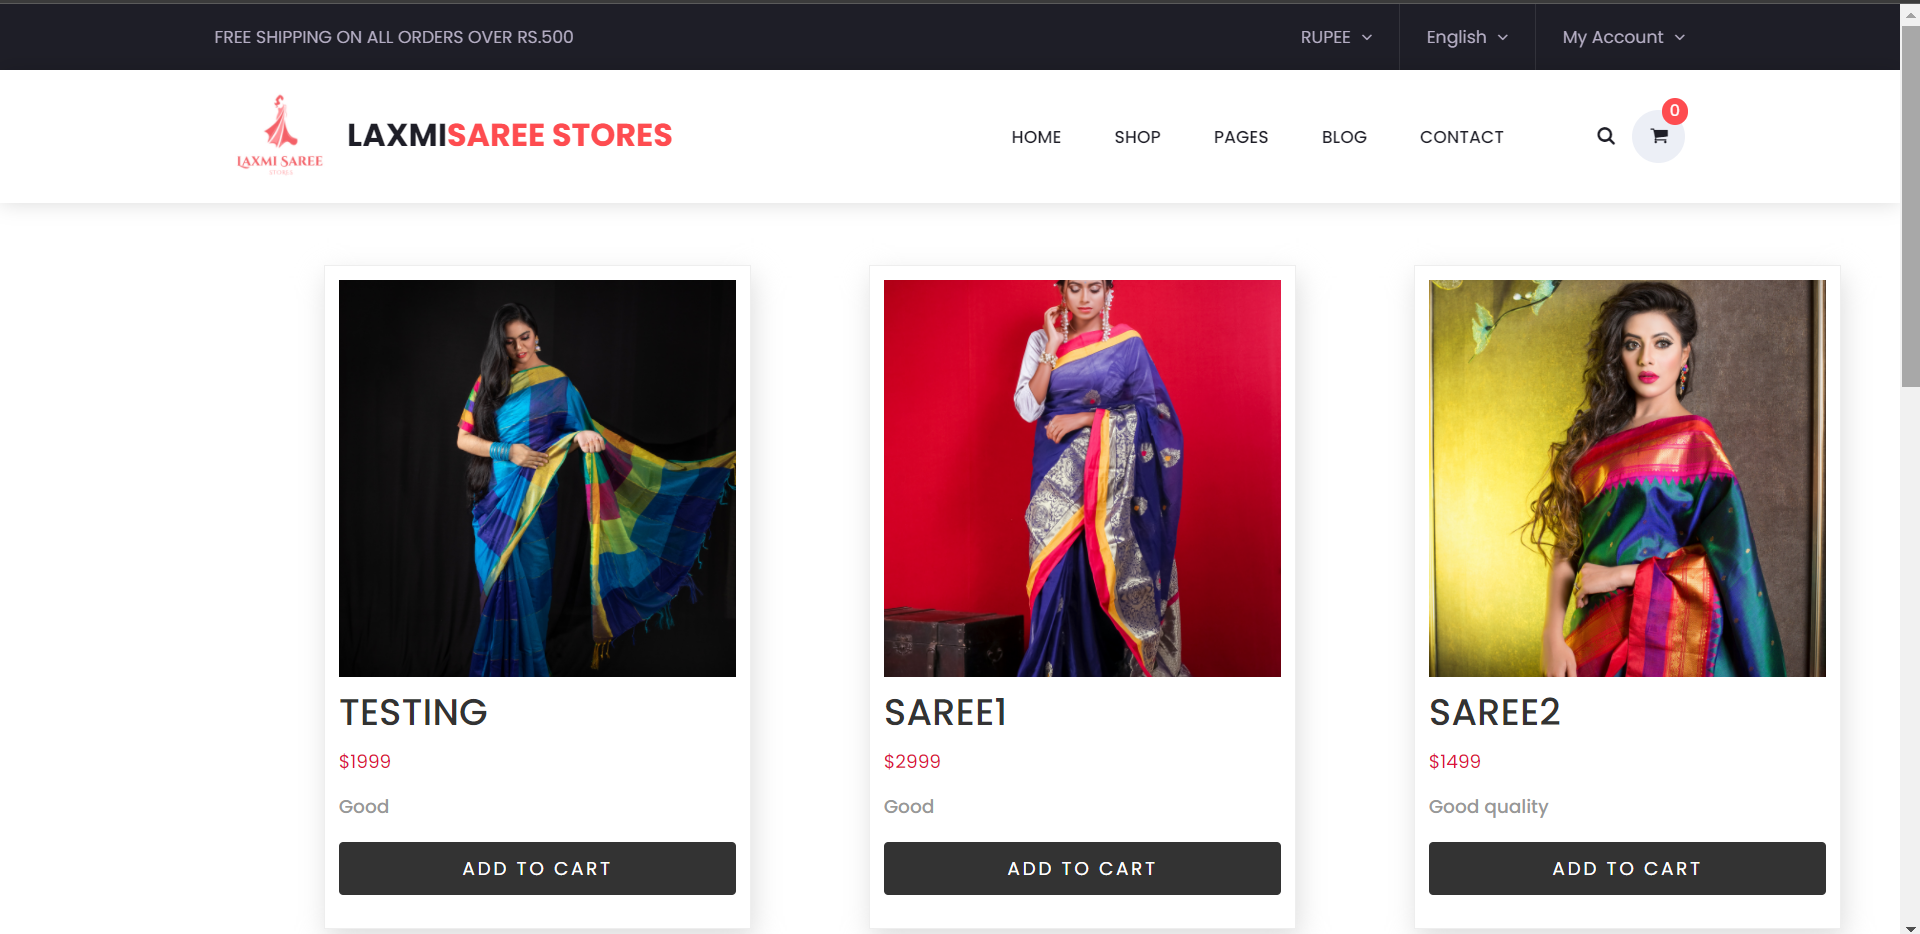 FREE SHIPPING ON ALL ORDERS OVER RS.500
RUPEE
English
My Account
LAXMI SAREE
STORES
LAXMISAREE STORES
HOME
SHOP
PAGES
BLOG
CONTACT
0
TESTING
$1999
Good
ADD TO CART
SAREE1
$2999
Good
ADD TO CART
SAREE2
$1499
Good quality
ADD TO CART